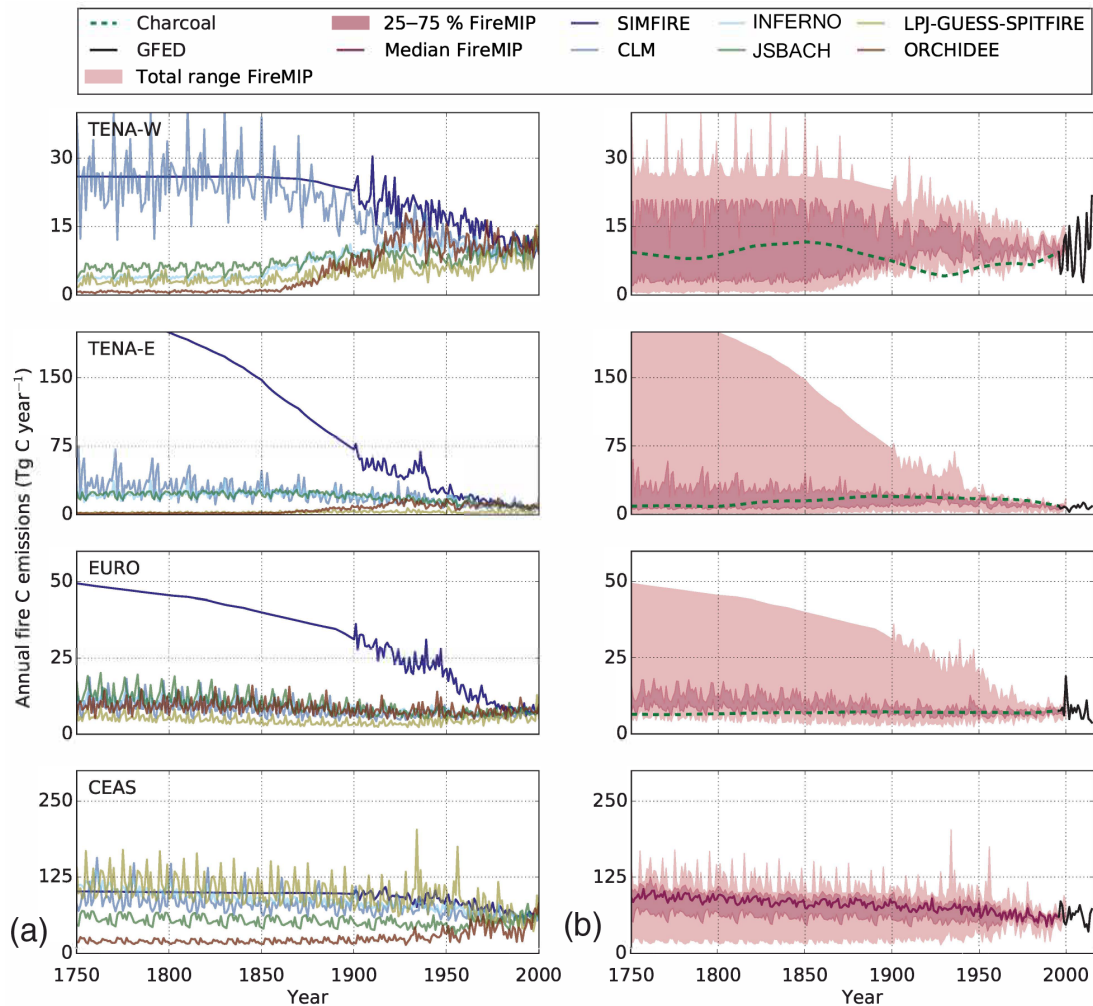 Charcoal 25–75 % FireMIP SIMFIRE INFERNO LPJ-GUESS-SPITFIRE
GFED Median FireMIP CLM JSBACH ORCHIDEE
Total range FireMIP
Annual fire C emissions (Tg C year⁻¹)
TENA-W
30
15
0
30
15
0
TENA-E
150
75
0
150
75
0
EURO
50
25
0
50
25
0
CEAS
250
125
0
250
125
0
(a) (b)
1750 1800 1850 1900 1950 2000 1750 1800 1850 1900 1950 2000
Year Year